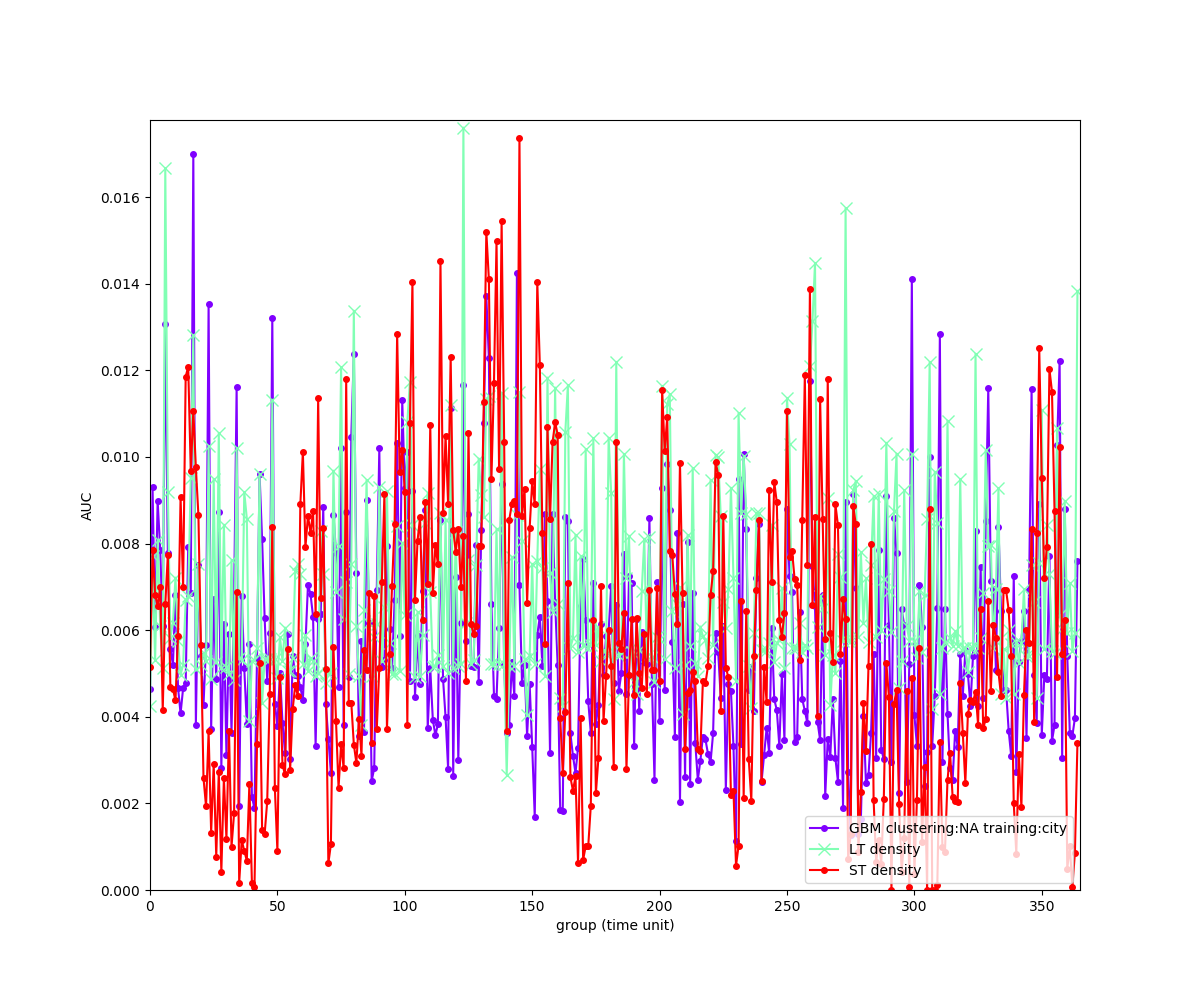 0.016
0.014
0.012
0.010
0.008
0.006
0.004
0.002
0.000
AUC
0 50 100 150 200 250 300 350
group (time unit)
GBM clustering:NA training:city
LT density
ST density